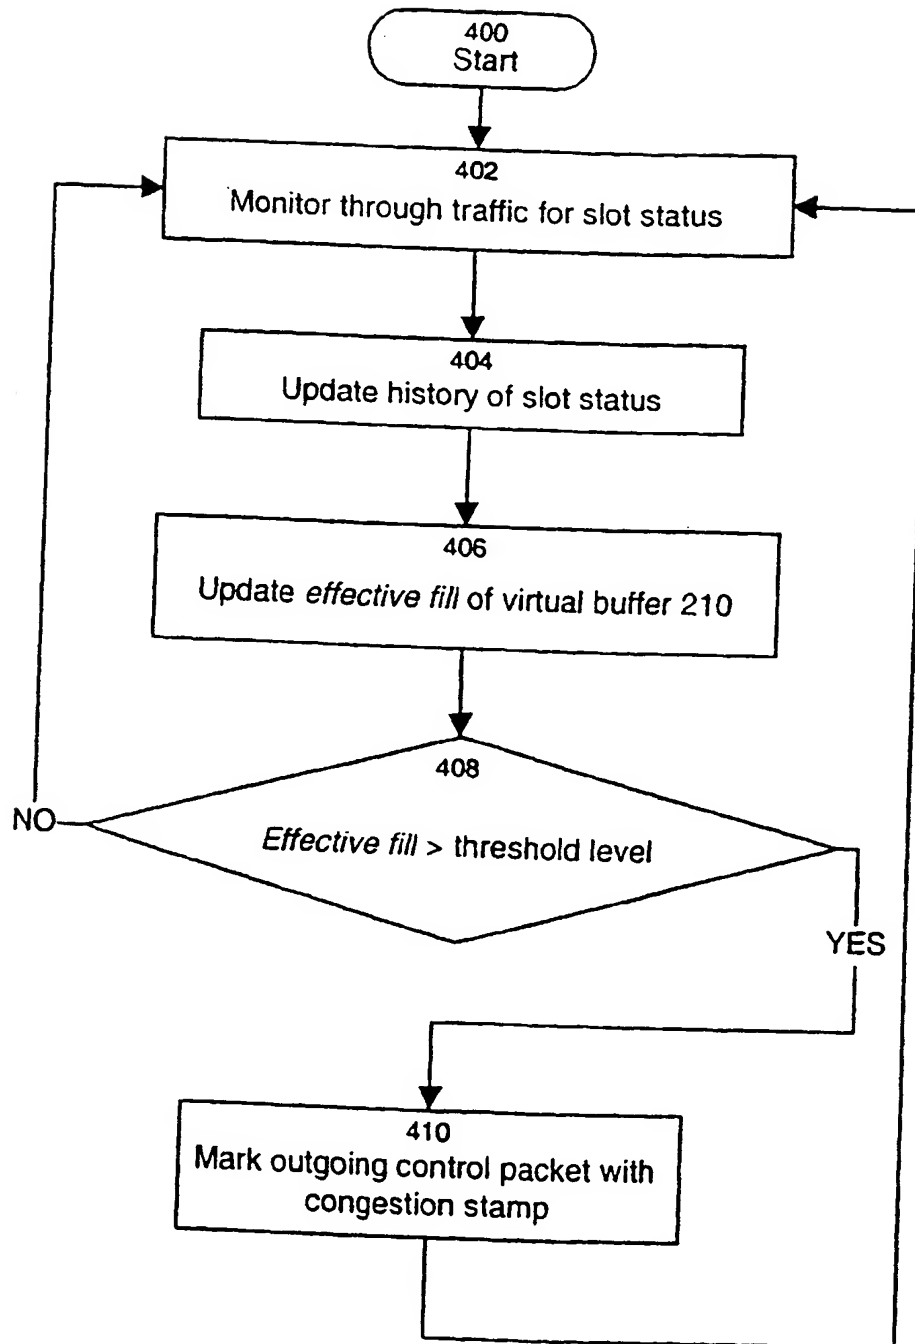 400
Start
402
Monitor through traffic for slot status
404
Update history of slot status
406
Update effective fill of virtual buffer 210
408
Effective fill > threshold level
NO
YES
410
Mark outgoing control packet with
congestion stamp